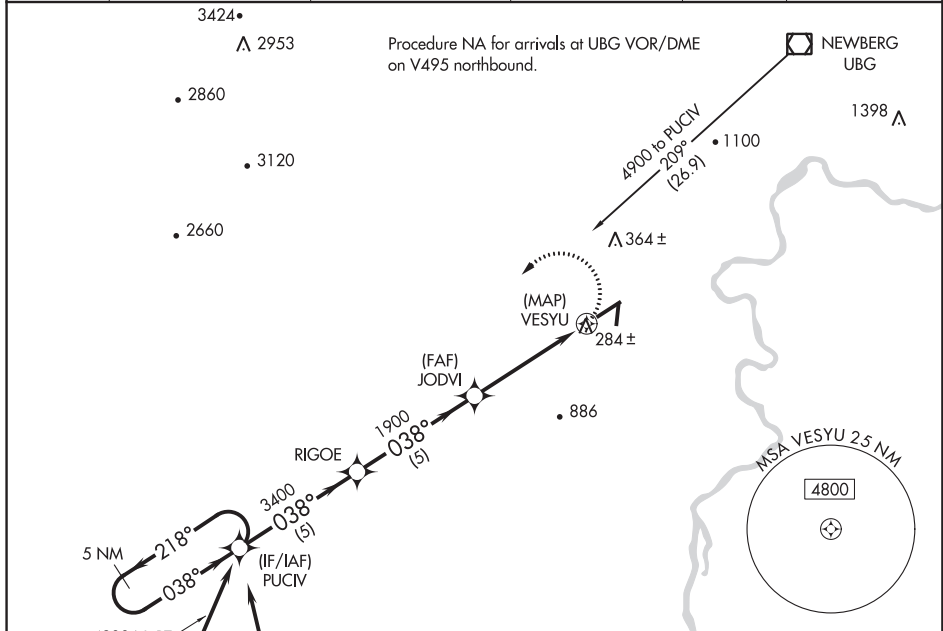 3424
2953
Procedure NA for arrivals at UBG VOR/DME
on V495 northbound.
NEWBERG
UBG
2860
1398
1100
4900 to PUCIV
209°
(26.9)
3120
2660
364 ±
(MAP)
VESYU
284 ±
(FAF)
JODVI
886
1900
038°
(5)
RIGOE
MSA VESYU 25 NM
4800
3400
038°
(5)
5 NM
218°
038°
(IF/IAF)
PUCIV